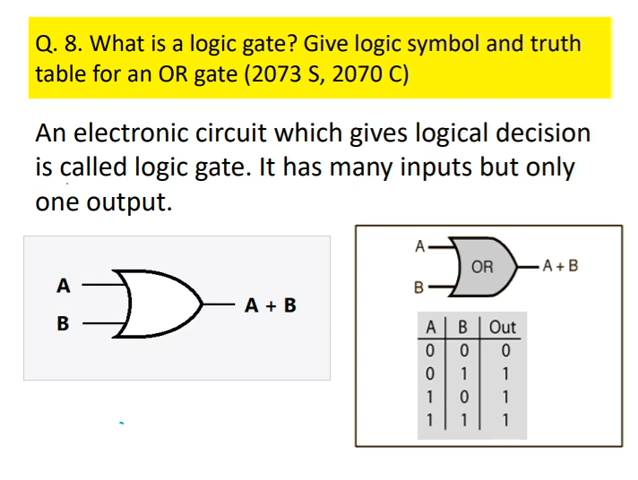 Q. 8. What is a logic gate? Give logic symbol and truth
table for an OR gate (2073 S, 2070 C)
An electronic circuit which gives logical decision
is called logic gate. It has many inputs but only
one output.
A
B
A + B
A
B
OR
A + B
A B Out
0 0 0
0 1 1
1 0 1
1 1 1